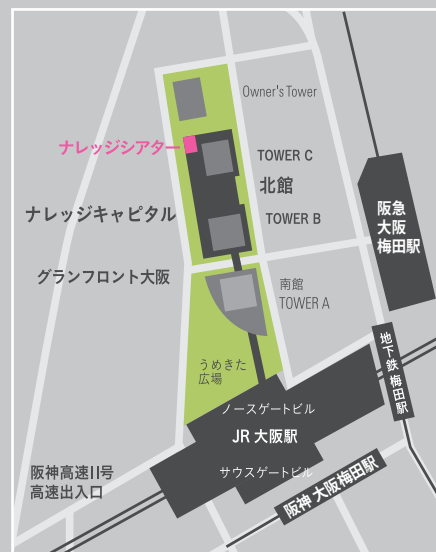 Owner's Tower
ナレッジシアター
TOWER C
北館
ナレッジキャピタル
TOWER B
阪急
大阪
梅田駅
グランフロント大阪
南館
TOWER A
地下鉄 梅田駅
うめきた
広場
ノースゲートビル
JR 大阪駅
サウスゲートビル
阪神高速11号
高速出入口
阪神 大阪梅田駅